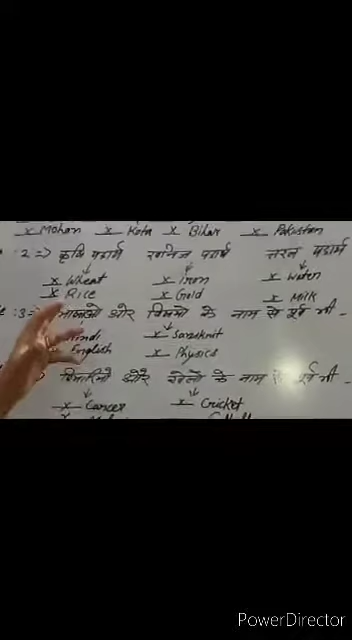 x Mohan x Kota x Bihar x Pakistan
:2 => कृषि पदार्थ खनिज पदार्थ तरल पदार्थ
x Wheat x Iron x Water
x Rice x Gold x Milk
:3 और विषयों के नाम से पूर्व भी -
Hindi x Sanskrit
English x Physics
बिमारियों और खेलों के नाम से पूर्व भी -
x Cancer x Cricket
PowerDirector